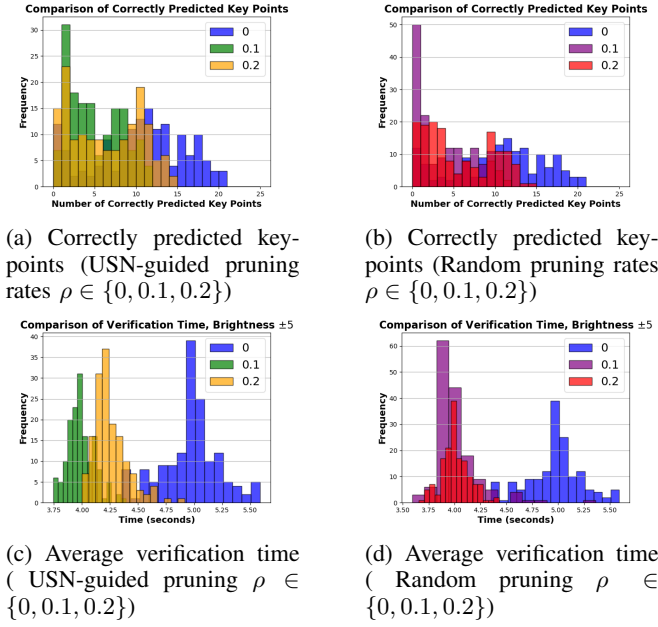 Comparison of Correctly Predicted Key Points
Frequency
30
25
20
15
10
5
0
0
0.1
0.2
0 5 10 15 20 25
Number of Correctly Predicted Key Points
(a) Correctly predicted key-
points (USN-guided pruning
rates ρ ∈ {0, 0.1, 0.2})
Comparison of Correctly Predicted Key Points
Frequency
50
40
30
20
10
0
0
0.1
0.2
0 5 10 15 20 25
Number of Correctly Predicted Key Points
(b) Correctly predicted key-
points (Random pruning rates
ρ ∈ {0, 0.1, 0.2})
Comparison of Verification Time, Brightness ±5
Frequency
40
35
30
25
20
15
10
5
0
0
0.1
0.2
3.75 4.00 4.25 4.50 4.75 5.00 5.25 5.50
Time (seconds)
(c) Average verification time
( USN-guided pruning ρ ∈
{0, 0.1, 0.2})
Comparison of Verification Time, Brightness ±5
Frequency
60
50
40
30
20
10
0
0
0.1
0.2
3.50 3.75 4.00 4.25 4.50 4.75 5.00 5.25 5.50
Time (seconds)
(d) Average verification time
( Random pruning ρ ∈
{0, 0.1, 0.2})